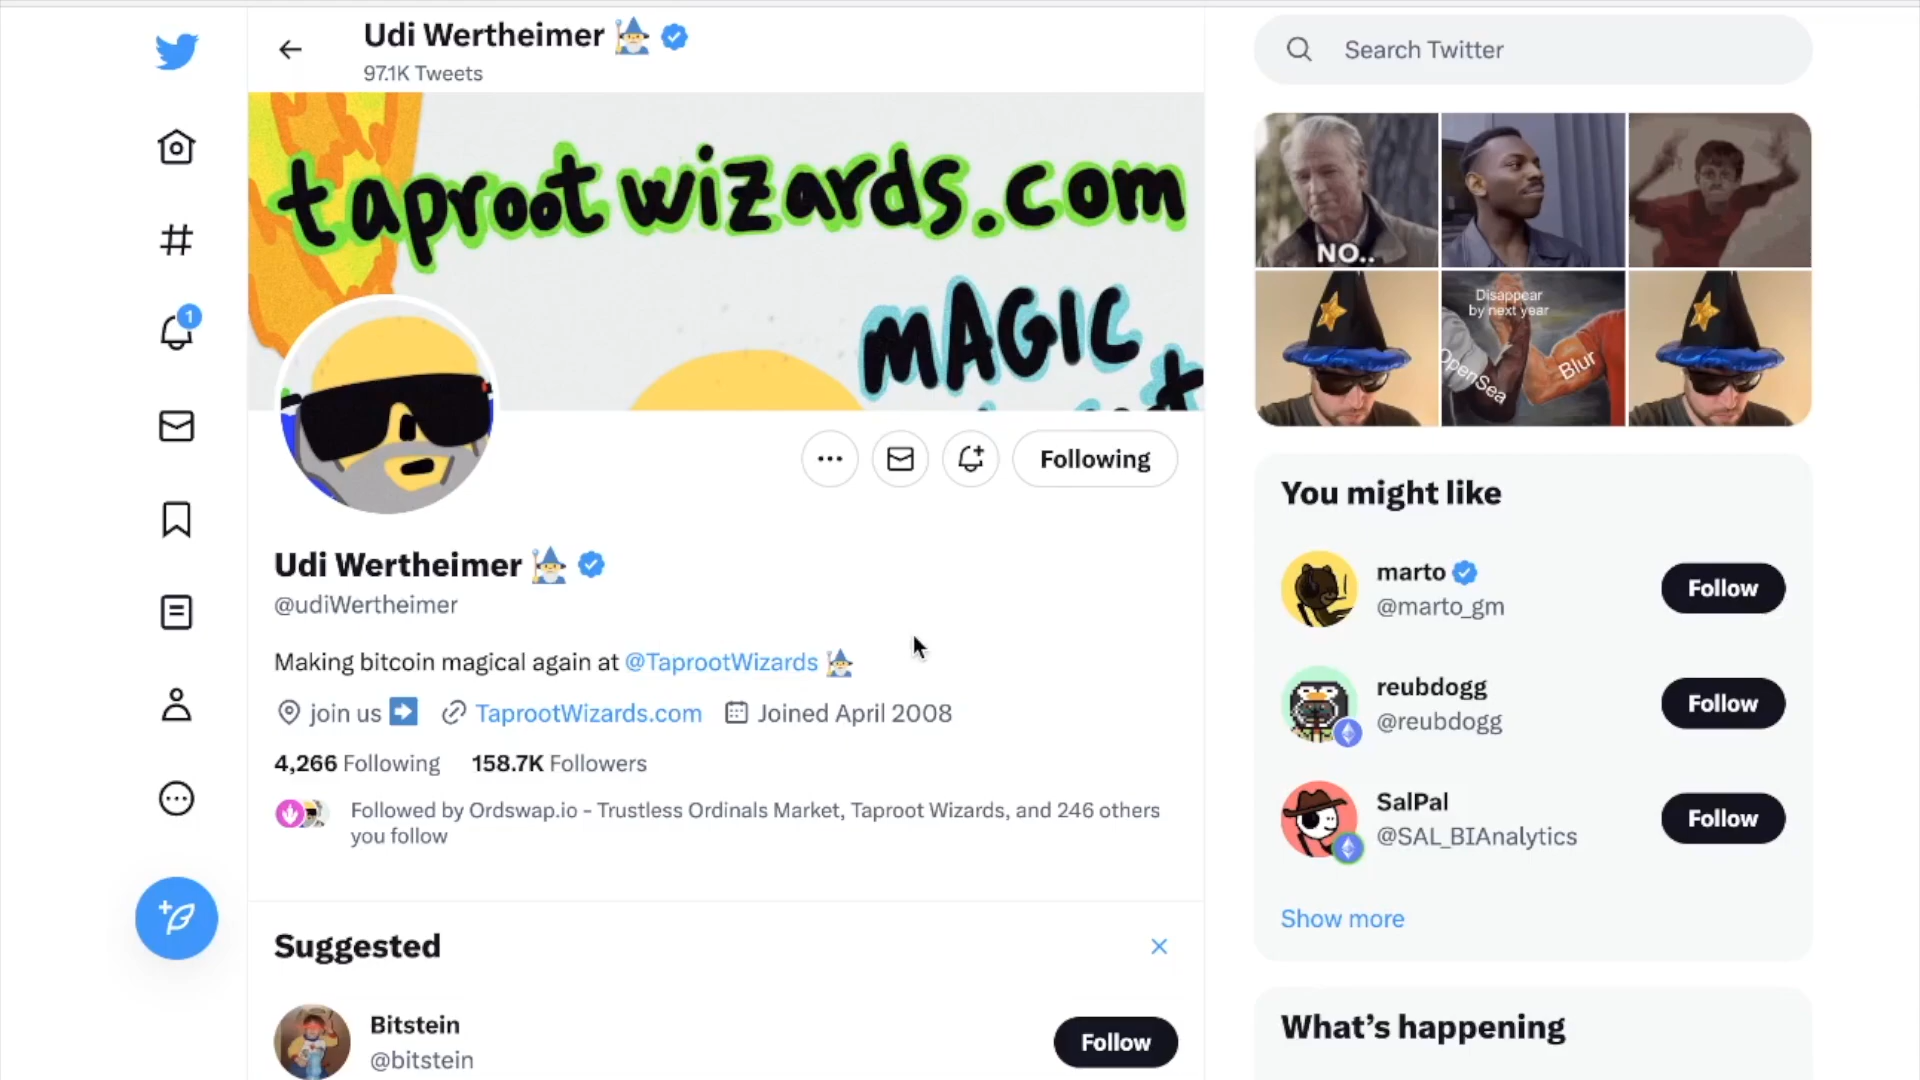 Udi Wertheimer
97.1K Tweets
Search Twitter
taproot wizards.com
MAGIC
NO..
Disappear
by next year
OpenSea
Blur
1
Following
You might like
Udi Wertheimer
@udiWertheimer
marto
@marto_gm
Follow
Making bitcoin magical again at @TaprootWizards
reubdogg
@reubdogg
Follow
join us TaprootWizards.com Joined April 2008
4,266 Following 158.7K Followers
SalPal
@SAL_BIAnalytics
Follow
Followed by Ordswap.io - Trustless Ordinals Market, Taproot Wizards, and 246 others
you follow
Show more
Suggested
Bitstein
@bitstein
Follow
What's happening